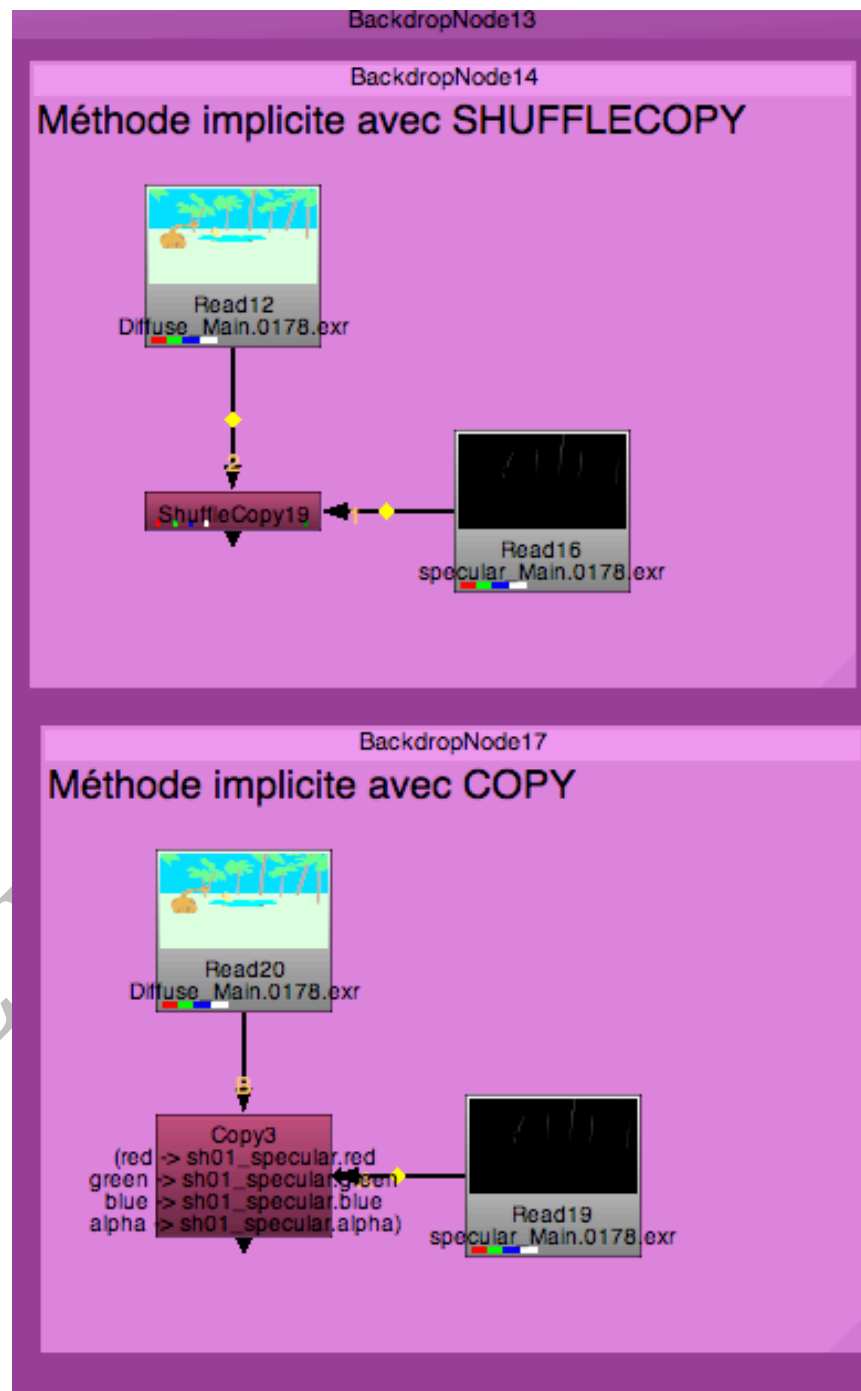 BackdropNode13
BackdropNode14
Méthode implicite avec SHUFFLECOPY
Read12
Diffuse_Main.0178.exr
2
ShuffleCopy19
1
Read16
specular_Main.0178.exr
BackdropNode17
Méthode implicite avec COPY
Read20
Diffuse_Main.0178.exr
B
Copy3
(red -> sh01_specular.red
green -> sh01_specular.green
blue -> sh01_specular.blue
alpha -> sh01_specular.alpha)
Read19
specular_Main.0178.exr